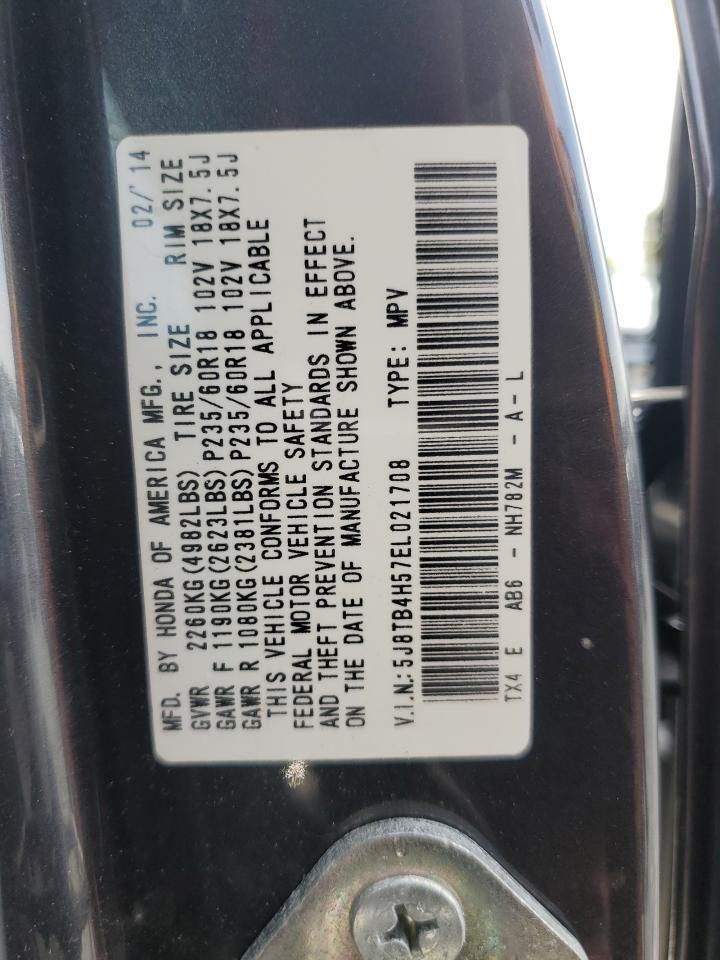 MFD. BY HONDA OF AMERICA MFG., INC. 02/'14
GVWR 2260KG(4982LBS) TIRE SIZE RIM SIZE
GAWR F 1190KG(2623LBS)P235/60R18 102V 18X7.5J
GAWR R 1080KG(2381LBS)P235/60R18 102V 18X7.5J
THIS VEHICLE CONFORMS TO ALL APPLICABLE
FEDERAL MOTOR VEHICLE SAFETY
AND THEFT PREVENTION STANDARDS IN EFFECT
ON THE DATE OF MANUFACTURE SHOWN ABOVE.
V.I.N.:5J8TB4H57EL021708 TYPE: MPV
TX4 E AB6 - NH782M - A - L